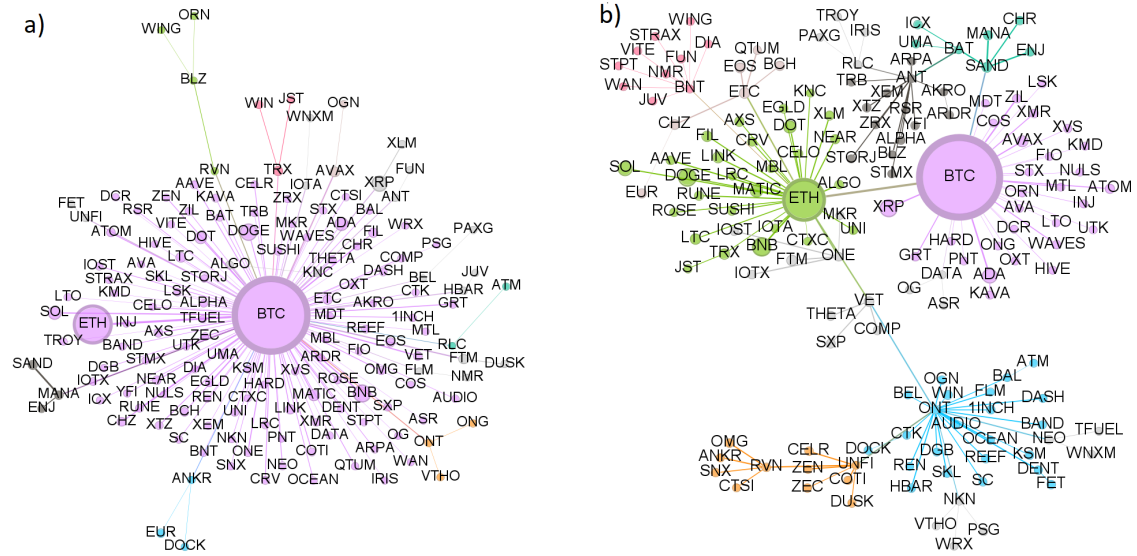 a)
ORN
WING
BLZ
WIN
JST
WNXM
OGN
XLM
FUN
RVN
TRX
AVAX
XRP
ANT
AAVE
CELR
IOTA
CTSI
DCR
ZEN
KAVA
ZRX
STX
BAL
FET
RSR
ZIL
BAT
TRB
MKR
ADA
FIL
WRX
UNFI
VITE
DOT
DOGE
WAVES
ATOM
HIVE
SUSHI
CHR
PSG
PAXG
LTC
ALGO
THETA
COMP
IOST
AVA
SKL
STORJ
KNC
DASH
BEL
JUV
STRAX
OXT
CTK
HBAR
ATM
LTO
KMD
LSK
ALPHA
ETC
AKRO
GRT
SOL
CELO
TFUEL
BTC
MDT
1INCH
ETH
INJ
AXS
ZEC
REEF
MTL
TROY
BAND
UTK
MBL
EOS
RLC
SAND
DGB
STMX
UMA
ARDR
FIO
VET
FTM
DUSK
MANA
IOTX
DIA
KSM
XVS
OMG
FLM
NMR
ENJ
ICX
YFI
NEAR
EGLD
HARD
ROSE
BNB
COS
RUNE
NULS
REN
CTXC
MATIC
SXP
AUDIO
CHZ
BCH
UNI
LINK
DENT
XTZ
XEM
LRC
XMR
STPT
ASR
ONG
SC
NKN
PNT
DATA
OG
ONT
BNT
ONE
COTI
ARPA
WAN
ANKR
SNX
NEO
QTUM
VTHO
CRV
OCEAN
IRIS
EUR
DOCK
b)
WING
TROY
ICX
CHR
STRAX
DIA
PAXG
IRIS
UMA
MANA
VITE
FUN
QTUM
BAT
ENJ
STPT
NMR
EOS
BCH
RLC
ARPA
SAND
WAN
BNT
TRB
ANT
LSK
JUV
ETC
KNC
XEM
AKRO
MDT
ZIL
EGLD
XTZ
RSR
ARDR
COS
XMR
CHZ
AXS
DOT
XLM
ZRX
YFI
XVS
FIL
CRV
NEAR
ALPHA
AVAX
KMD
AAVE
LINK
CELO
STORJ
BLZ
FIO
SOL
DOGE
LRC
MBL
STMX
BTC
STX
NULS
EUR
RUNE
MATIC
ALGO
ORN
MTL
ATOM
ETH
ROSE
SUSHI
MKR
XRP
AVA
INJ
IOTA
UNI
DCR
LTO
UTK
LTC
IOST
CTXC
HARD
WAVES
TRX
BNB
FTM
ONE
GRT
PNT
ONG
OXT
HIVE
JST
IOTX
DATA
ADA
OG
KAVA
VET
ASR
THETA
COMP
SXP
ATM
OGN
BAL
BEL
WIN
FLM
DASH
ONT
1INCH
AUDIO
BAND
OMG
CELR
CTK
OCEAN
NEO
TFUEL
ANKR
RVN
DOCK
DGB
KSM
WNXM
SNX
ZEN
UNFI
REN
REEF
DENT
CTSI
ZEC
COTI
SKL
SC
FET
DUSK
HBAR
NKN
VTHO
PSG
WRX